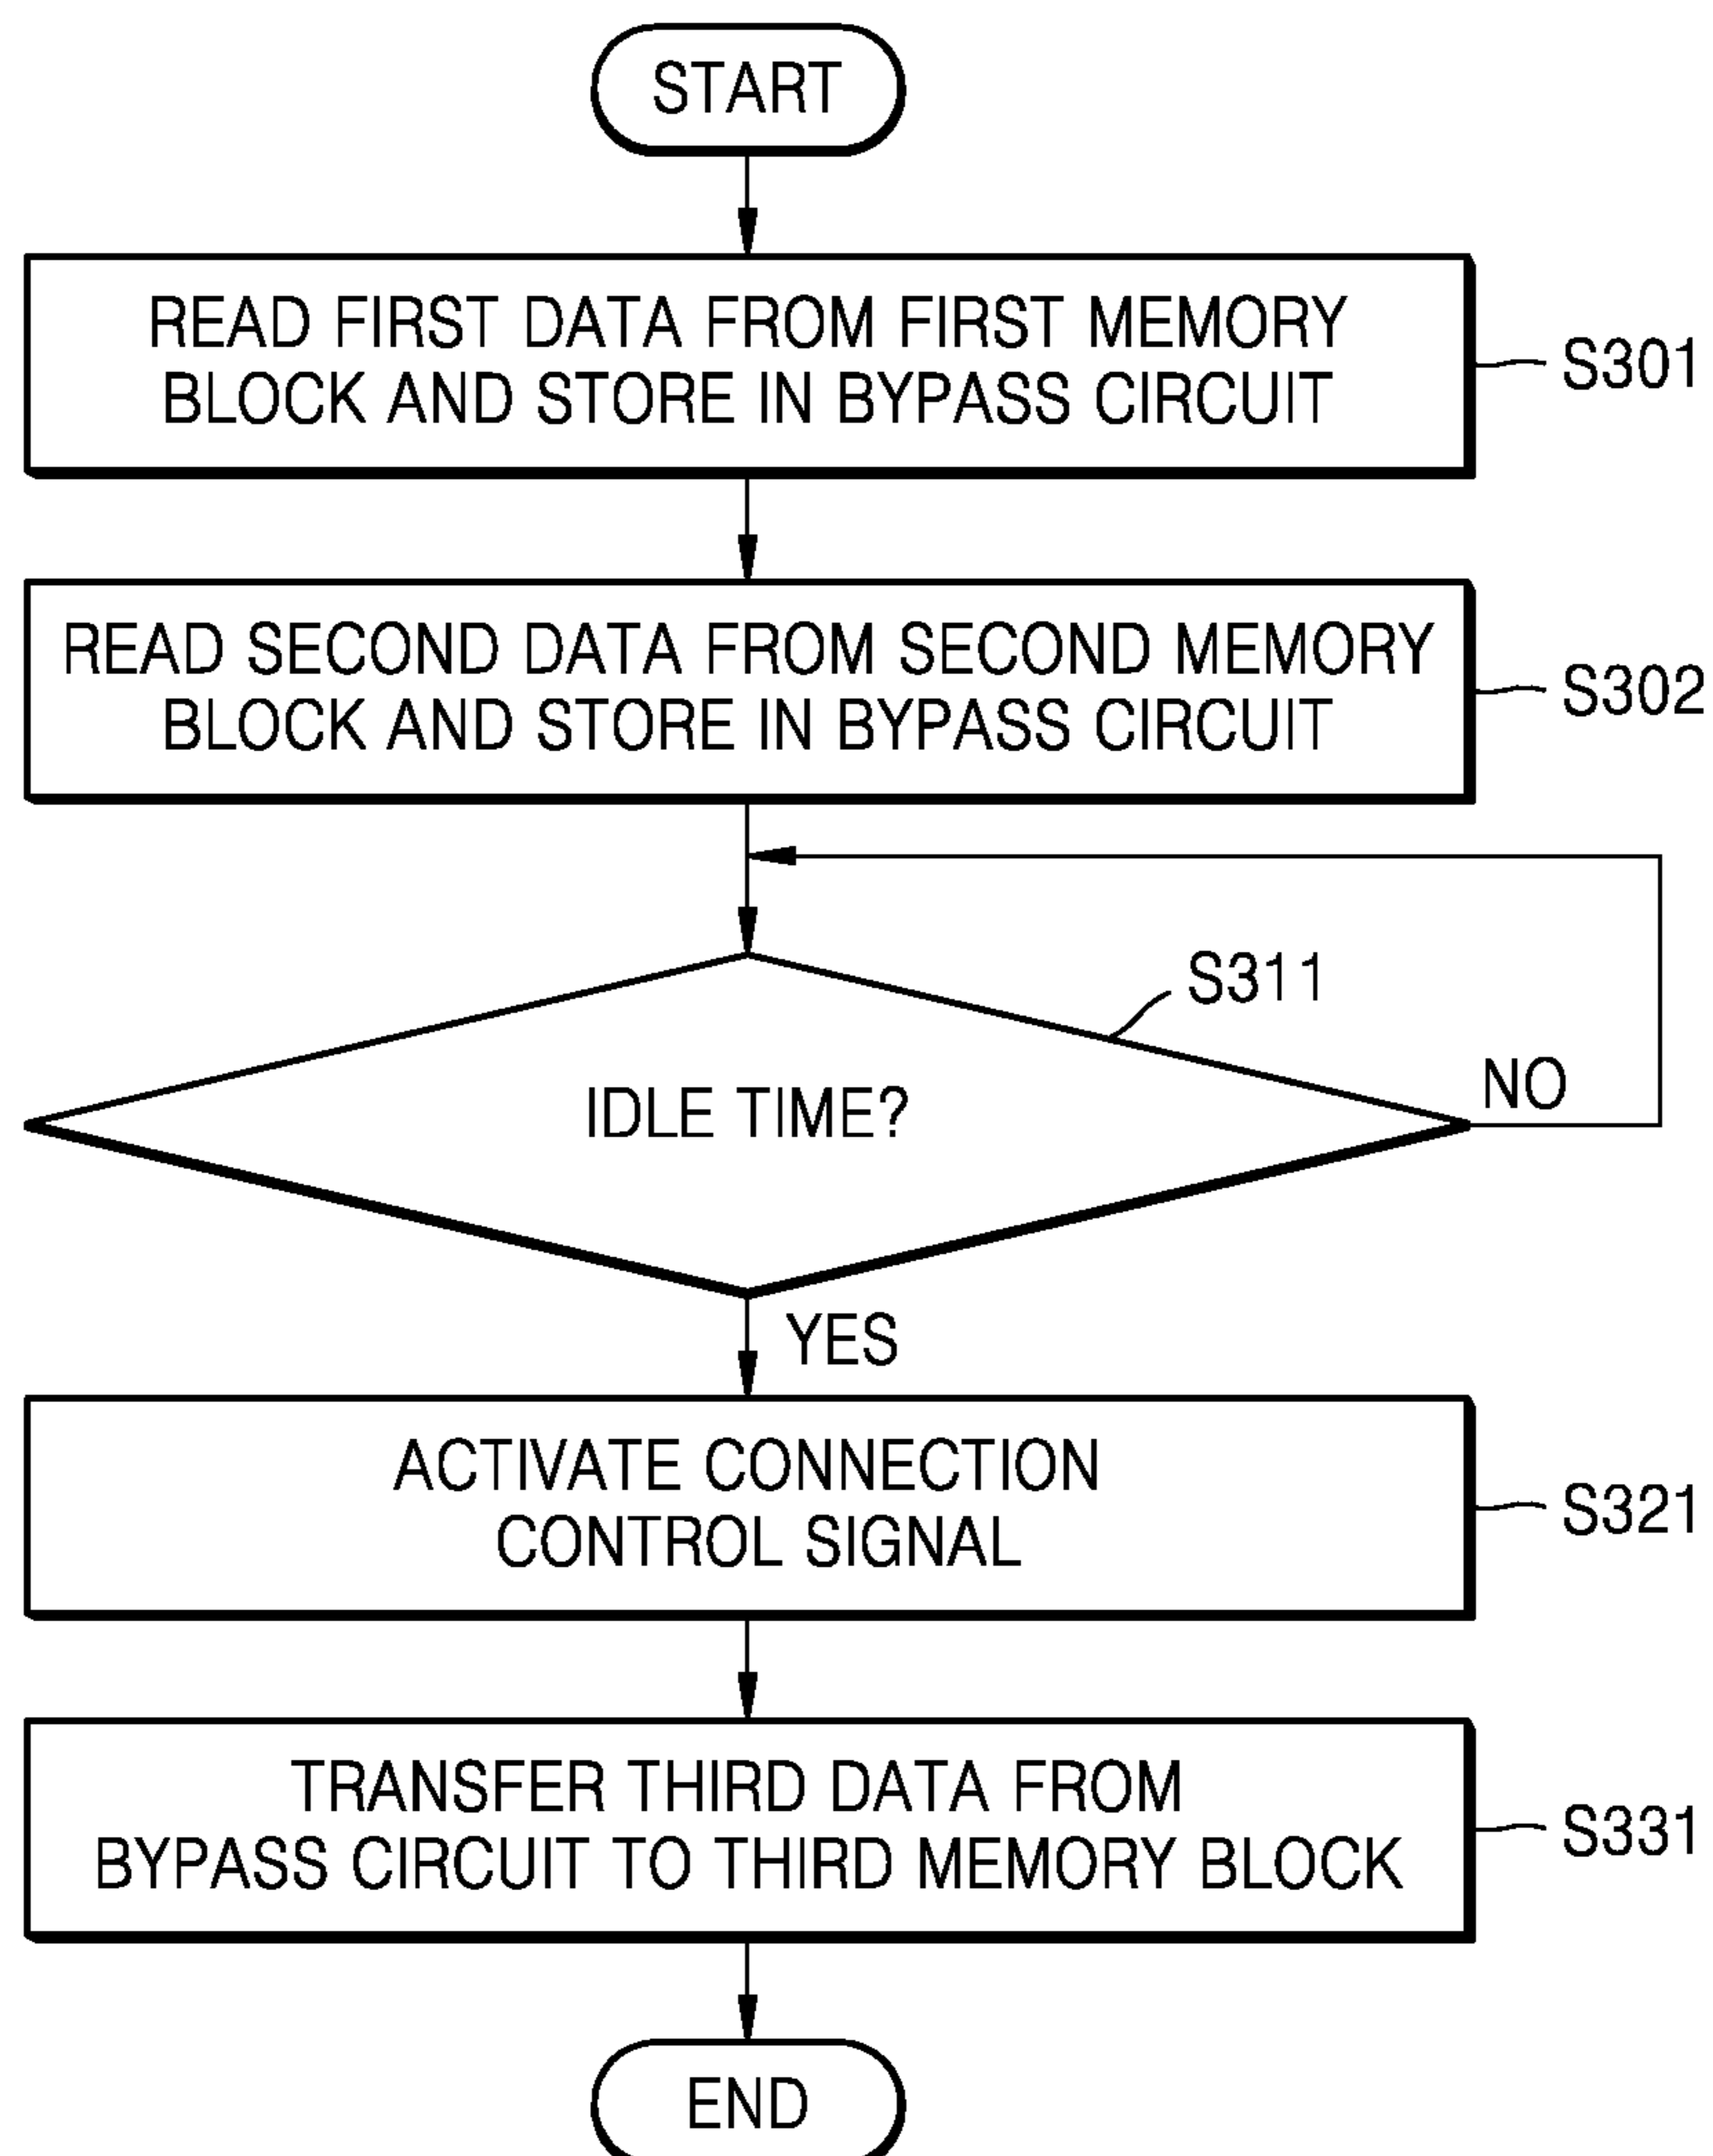 START
READ FIRST DATA FROM FIRST MEMORY
BLOCK AND STORE IN BYPASS CIRCUIT
S301
READ SECOND DATA FROM SECOND MEMORY
BLOCK AND STORE IN BYPASS CIRCUIT
S302
S311
IDLE TIME?
NO
YES
ACTIVATE CONNECTION
CONTROL SIGNAL
S321
TRANSFER THIRD DATA FROM
BYPASS CIRCUIT TO THIRD MEMORY BLOCK
S331
END